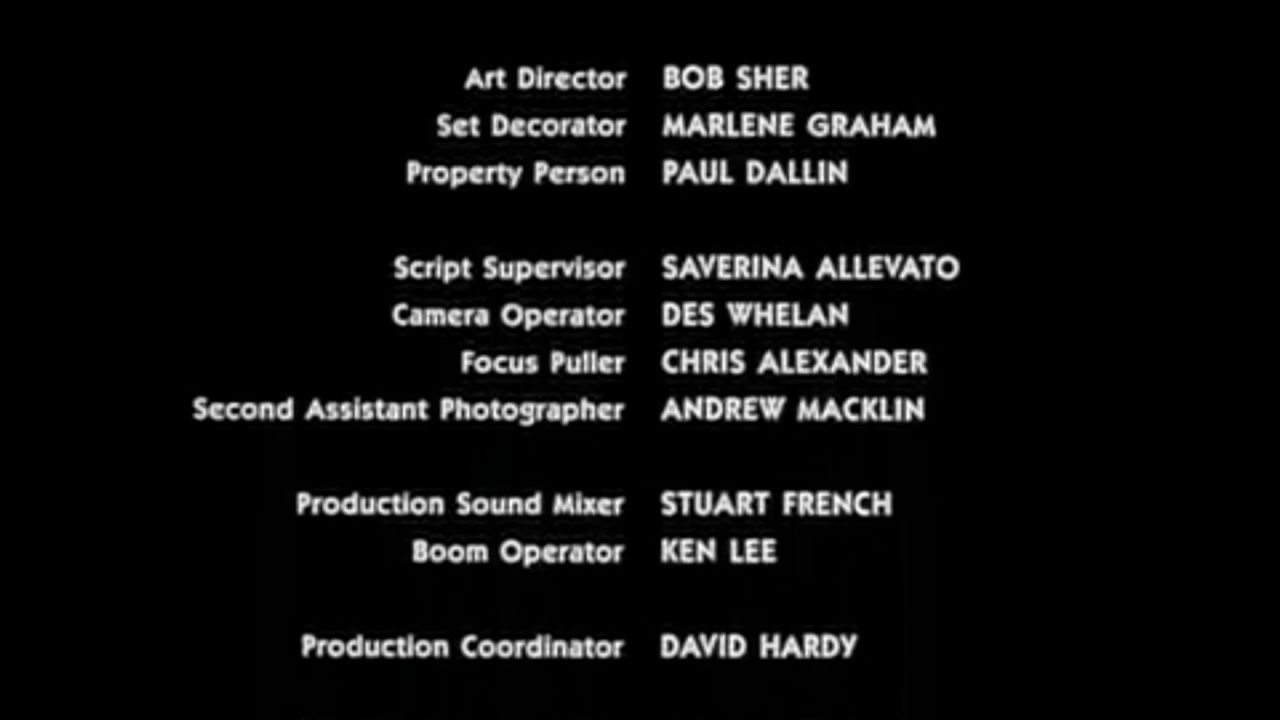 Art Director BOB SHER
Set Decorator MARLENE GRAHAM
Property Person PAUL DALLIN
Script Supervisor SAVERINA ALLEVATO
Camera Operator DES WHELAN
Focus Puller CHRIS ALEXANDER
Second Assistant Photographer ANDREW MACKLIN
Production Sound Mixer STUART FRENCH
Boom Operator KEN LEE
Production Coordinator DAVID HARDY